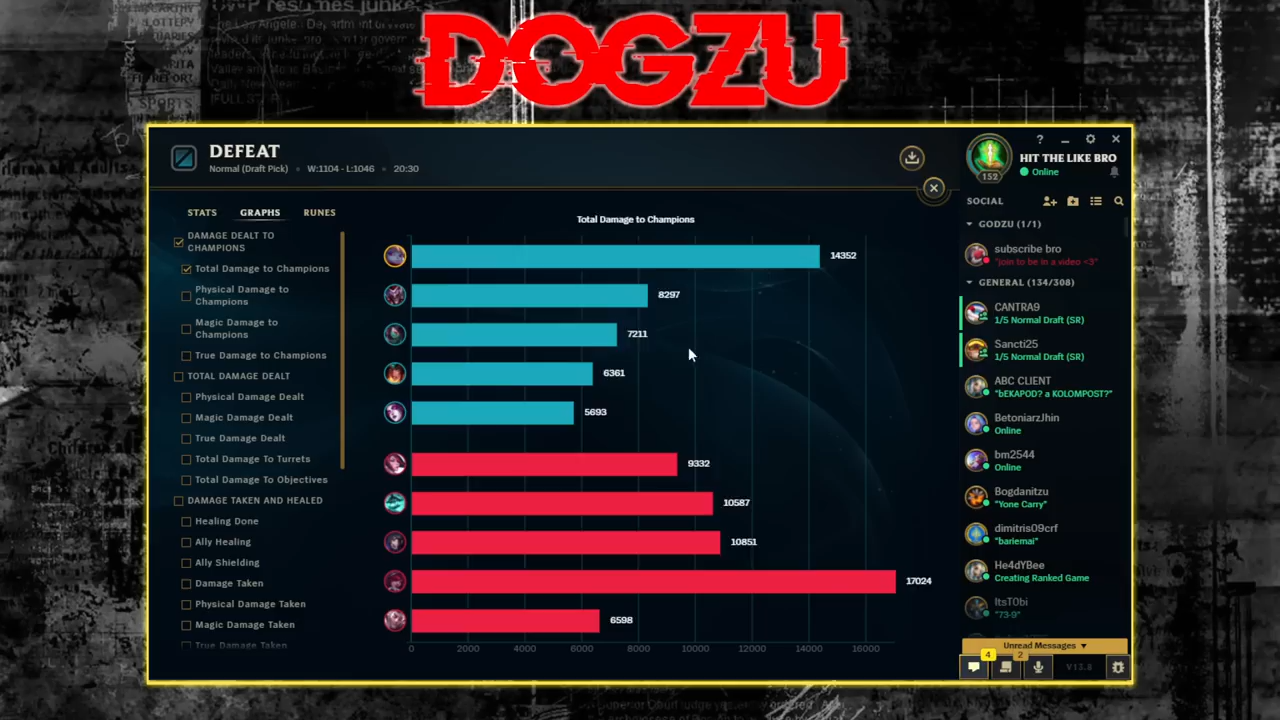 DOGZU
DEFEAT
Normal (Draft Pick) • W:1104 - L:1046 • 20:30
HIT THE LIKE BRO
152
Online
STATS
GRAPHS
RUNES
DAMAGE DEALT TO
CHAMPIONS
Total Damage to Champions
Physical Damage to
Champions
Magic Damage to
Champions
True Damage to Champions
TOTAL DAMAGE DEALT
Physical Damage Dealt
Magic Damage Dealt
True Damage Dealt
Total Damage To Turrets
Total Damage To Objectives
DAMAGE TAKEN AND HEALED
Healing Done
Ally Healing
Ally Shielding
Damage Taken
Physical Damage Taken
Magic Damage Taken
True Damage Taken
Total Damage to Champions
14352
8297
7211
6361
5693
9332
10587
10851
17024
6598
0 2000 4000 6000 8000 10000 12000 14000 16000
SOCIAL
GODZU (1/1)
subscribe bro
"join to be in a video <3"
GENERAL (134/308)
CANTRA9
1/5 Normal Draft (SR)
Sancti25
1/5 Normal Draft (SR)
ABC CLIENT
"bEKAPOD? a KOLOMPOST?"
BetoniarzJhin
Online
bm2544
Online
Bogdanitzu
"Yone Carry"
dimitris09crf
"bariemai"
He4dYBee
Creating Ranked Game
ItsT0bi
"73-9"
Unread Messages
4
2
V13.8